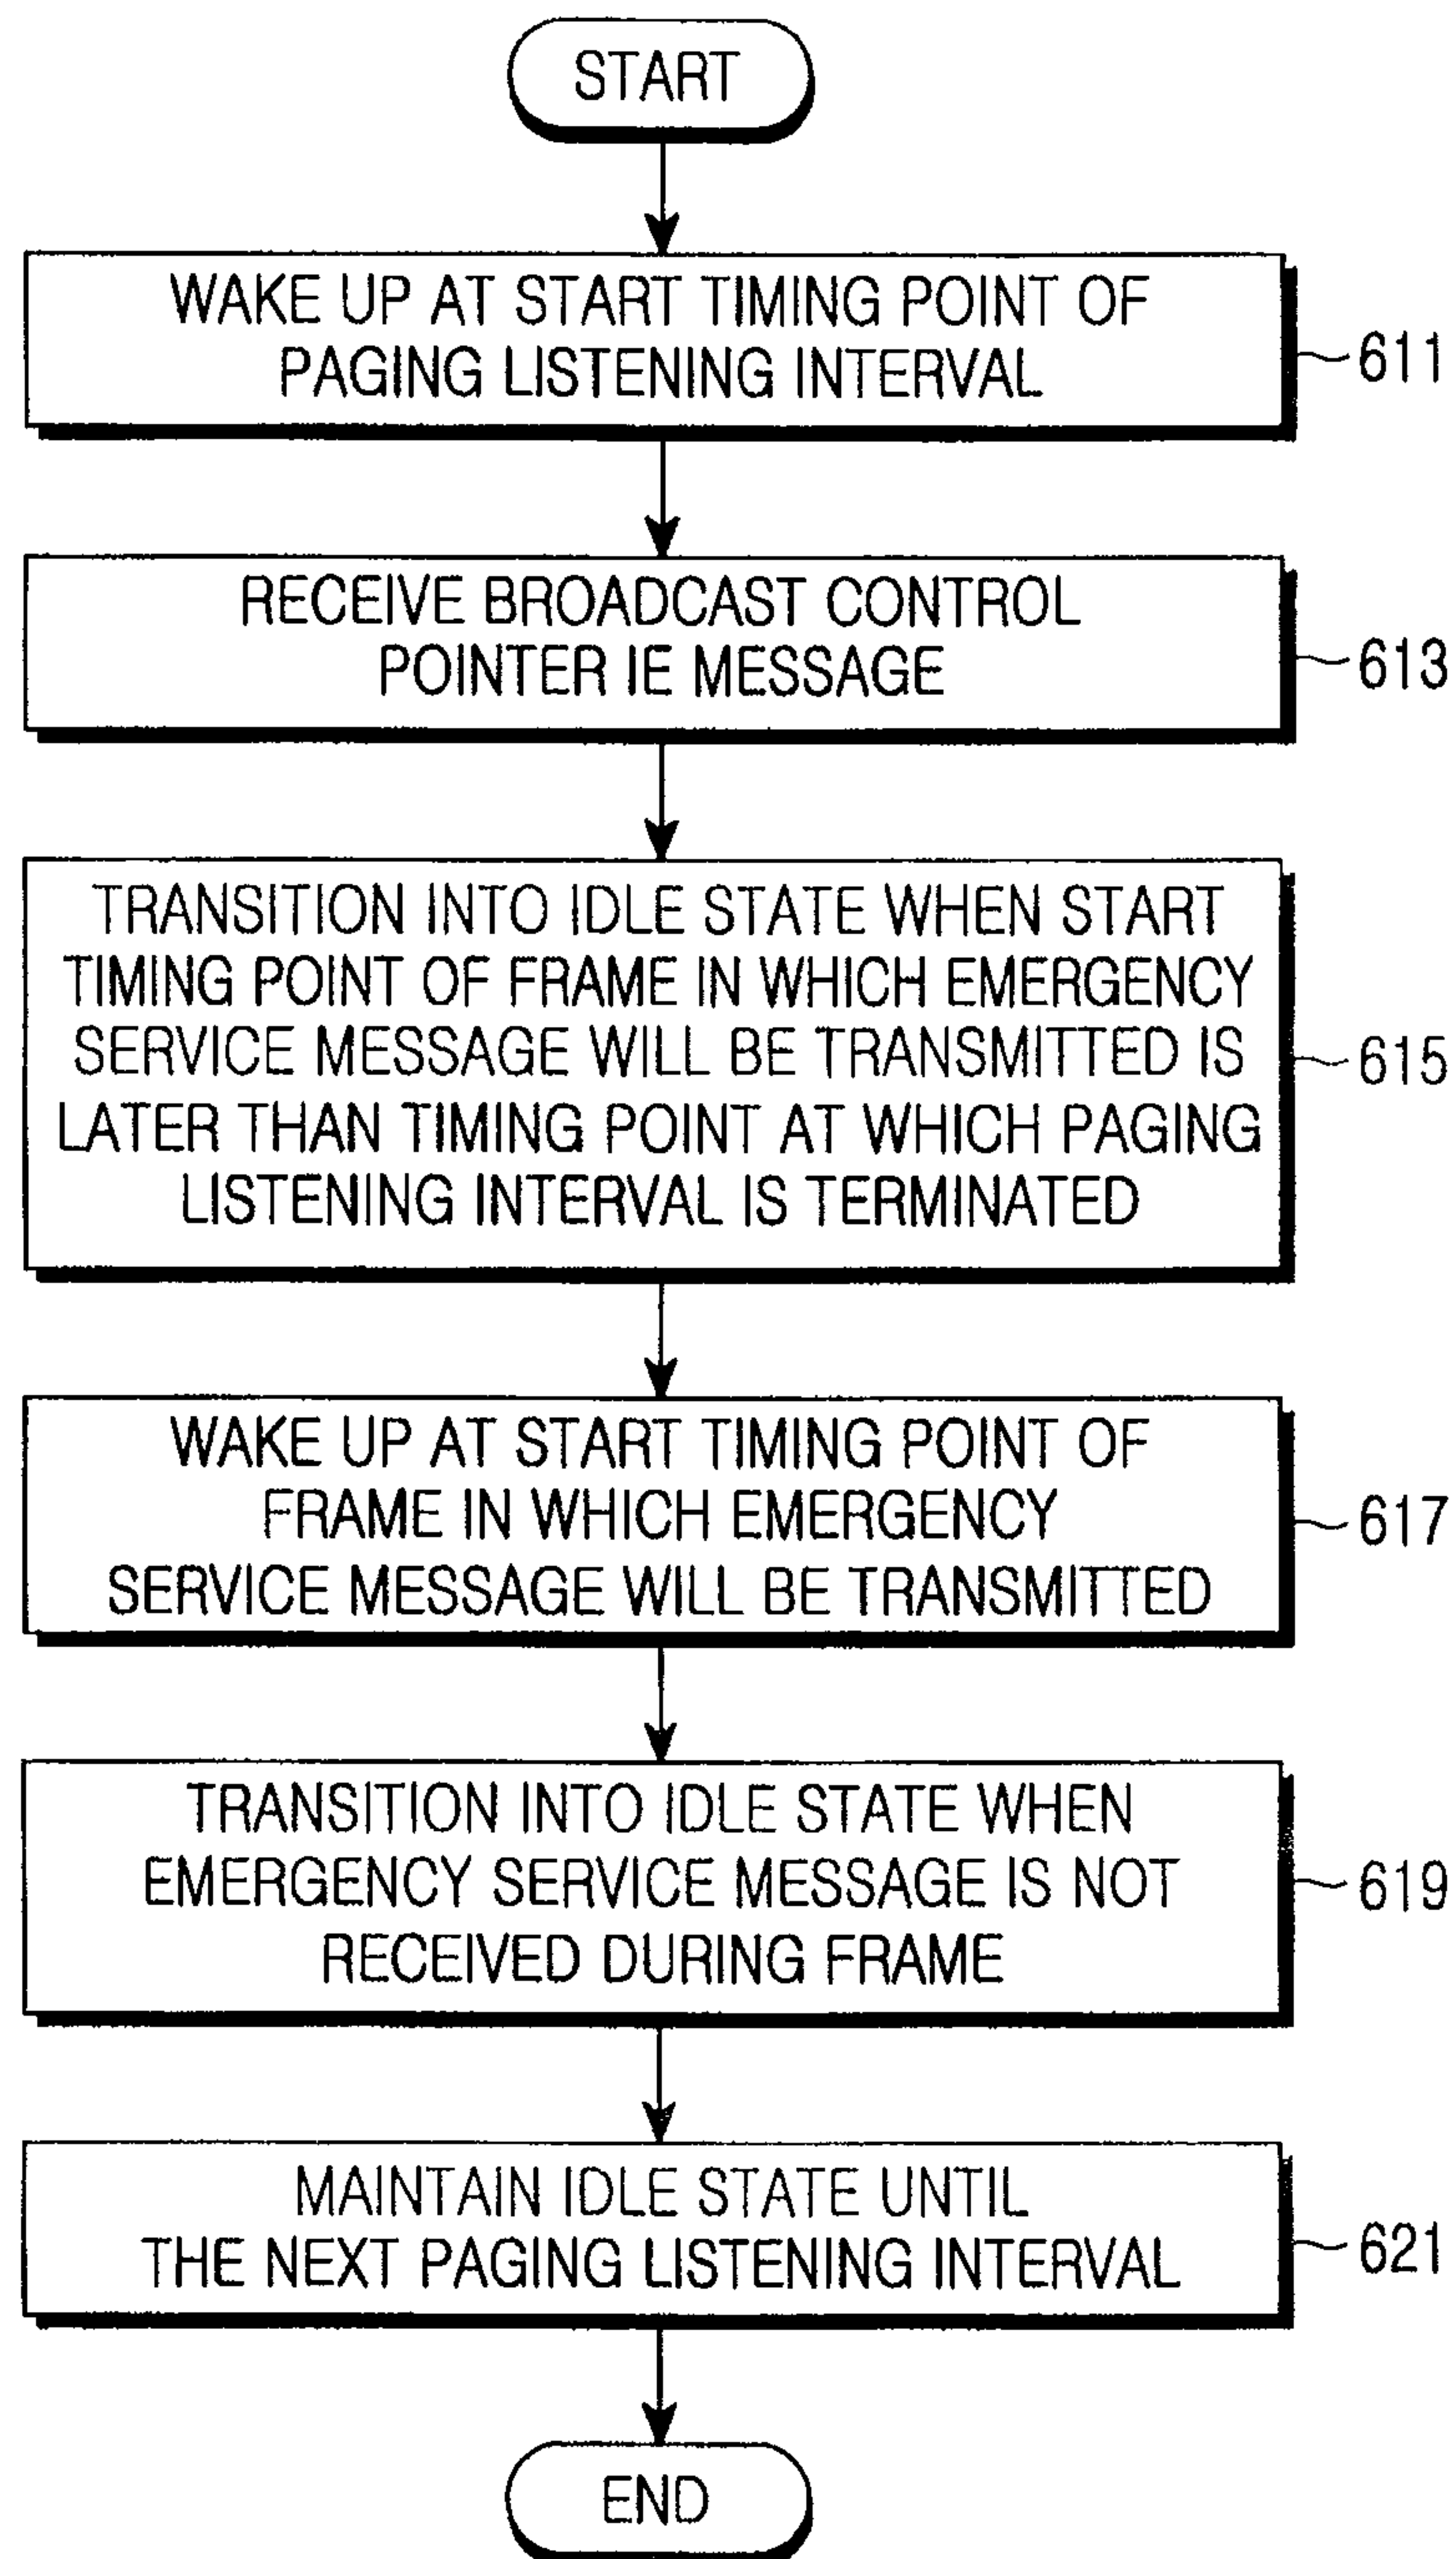 START
WAKE UP AT START TIMING POINT OF
PAGING LISTENING INTERVAL
611
RECEIVE BROADCAST CONTROL
POINTER IE MESSAGE
613
TRANSITION INTO IDLE STATE WHEN START
TIMING POINT OF FRAME IN WHICH EMERGENCY
SERVICE MESSAGE WILL BE TRANSMITTED IS
LATER THAN TIMING POINT AT WHICH PAGING
LISTENING INTERVAL IS TERMINATED
615
WAKE UP AT START TIMING POINT OF
FRAME IN WHICH EMERGENCY
SERVICE MESSAGE WILL BE TRANSMITTED
617
TRANSITION INTO IDLE STATE WHEN
EMERGENCY SERVICE MESSAGE IS NOT
RECEIVED DURING FRAME
619
MAINTAIN IDLE STATE UNTIL
THE NEXT PAGING LISTENING INTERVAL
621
END